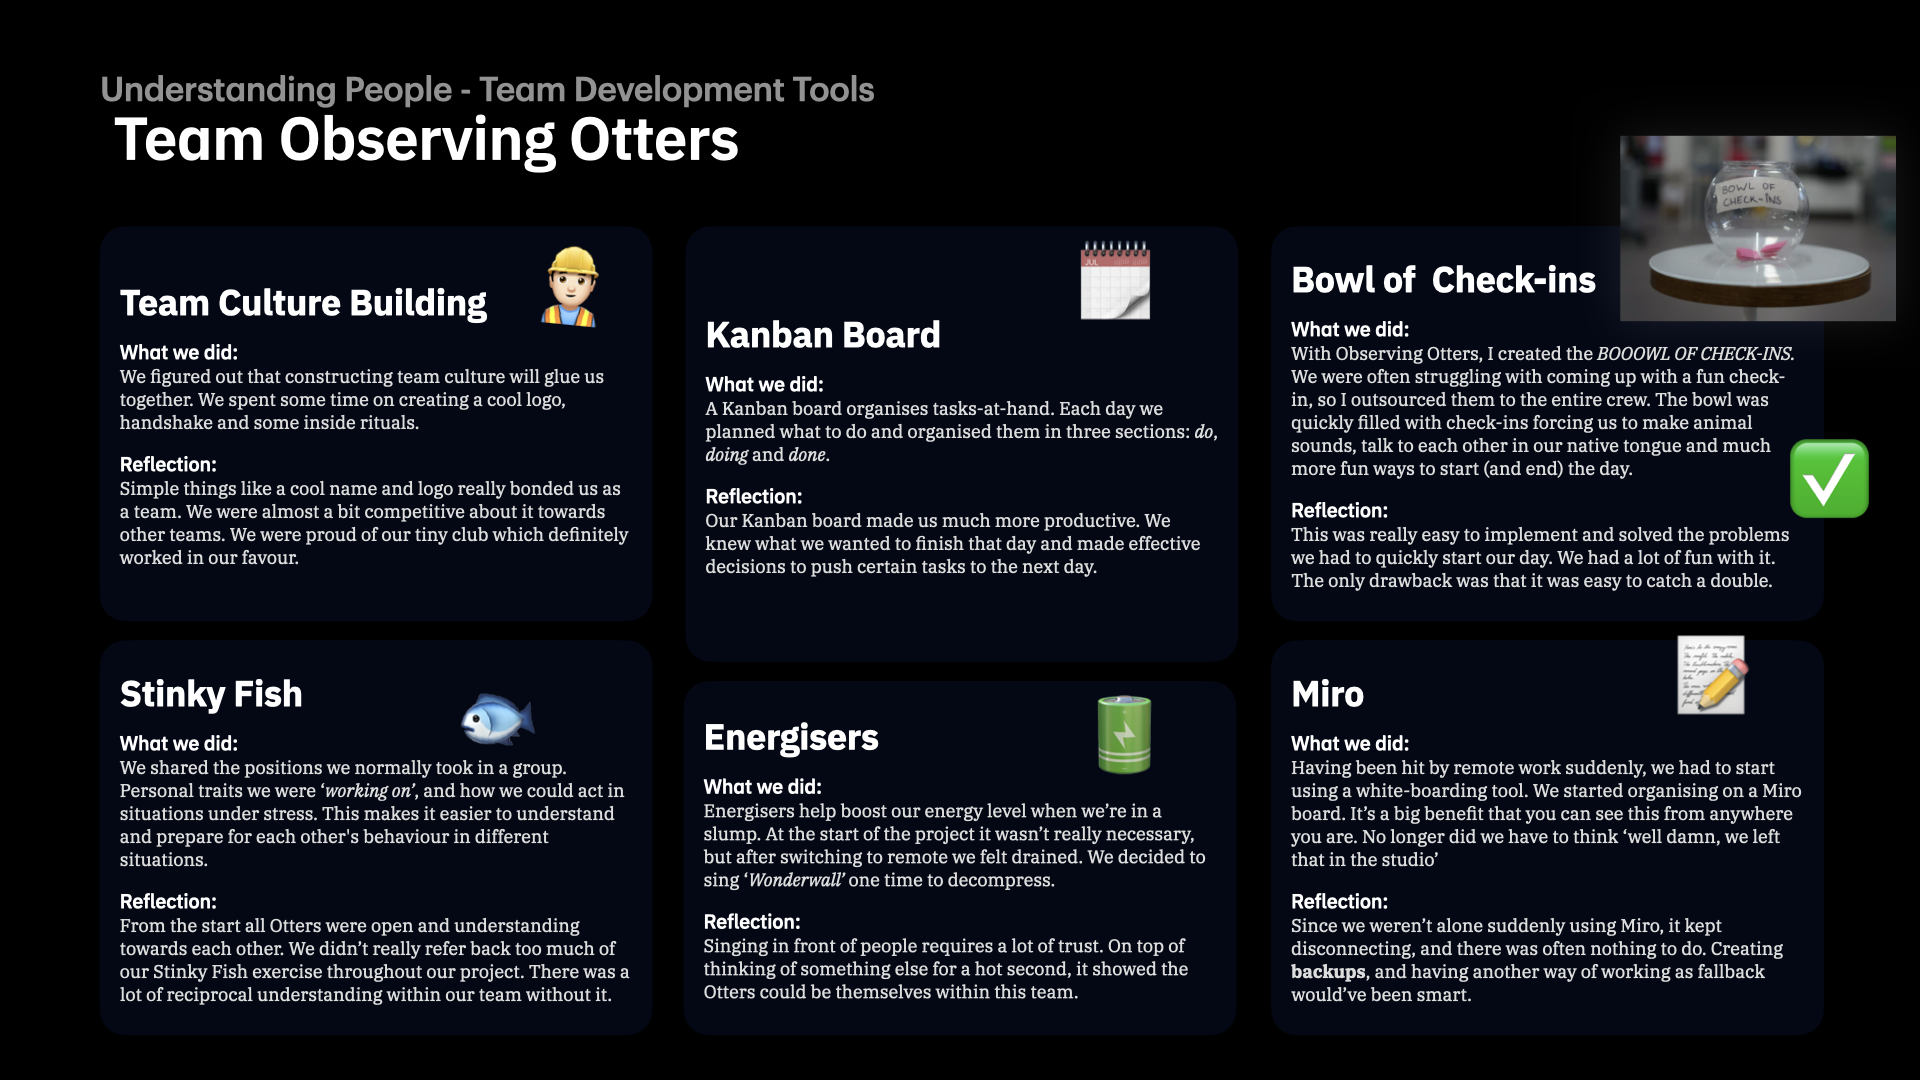 Understanding People - Team Development Tools
Team Observing Otters
BOWL OF
CHECK-INS
Team Culture Building
What we did:
We figured out that constructing team culture will glue us
together. We spent some time on creating a cool logo,
handshake and some inside rituals.
Reflection:
Simple things like a cool name and logo really bonded us as
a team. We were almost a bit competitive about it towards
other teams. We were proud of our tiny club which definitely
worked in our favour.
JUL
Kanban Board
What we did:
A Kanban board organises tasks-at-hand. Each day we
planned what to do and organised them in three sections: do,
doing and done.
Reflection:
Our Kanban board made us much more productive. We
knew what we wanted to finish that day and made effective
decisions to push certain tasks to the next day.
Bowl of  Check-ins
What we did:
With Observing Otters, I created the BOOOWL OF CHECK-INS.
We were often struggling with coming up with a fun check-
in, so I outsourced them to the entire crew. The bowl was
quickly filled with check-ins forcing us to make animal
sounds, talk to each other in our native tongue and much
more fun ways to start (and end) the day.
Reflection:
This was really easy to implement and solved the problems
we had to quickly start our day. We had a lot of fun with it.
The only drawback was that it was easy to catch a double.
Stinky Fish
What we did:
We shared the positions we normally took in a group.
Personal traits we were ‘working on’, and how we could act in
situations under stress. This makes it easier to understand
and prepare for each other's behaviour in different
situations.
Reflection:
From the start all Otters were open and understanding
towards each other. We didn’t really refer back too much of
our Stinky Fish exercise throughout our project. There was a
lot of reciprocal understanding within our team without it.
Energisers
What we did:
Energisers help boost our energy level when we’re in a
slump. At the start of the project it wasn’t really necessary,
but after switching to remote we felt drained. We decided to
sing ‘Wonderwall’ one time to decompress.
Reflection:
Singing in front of people requires a lot of trust. On top of
thinking of something else for a hot second, it showed the
Otters could be themselves within this team.
Miro
What we did:
Having been hit by remote work suddenly, we had to start
using a white-boarding tool. We started organising on a Miro
board. It’s a big benefit that you can see this from anywhere
you are. No longer did we have to think ‘well damn, we left
that in the studio’
Reflection:
Since we weren’t alone suddenly using Miro, it kept
disconnecting, and there was often nothing to do. Creating
backups, and having another way of working as fallback
would’ve been smart.